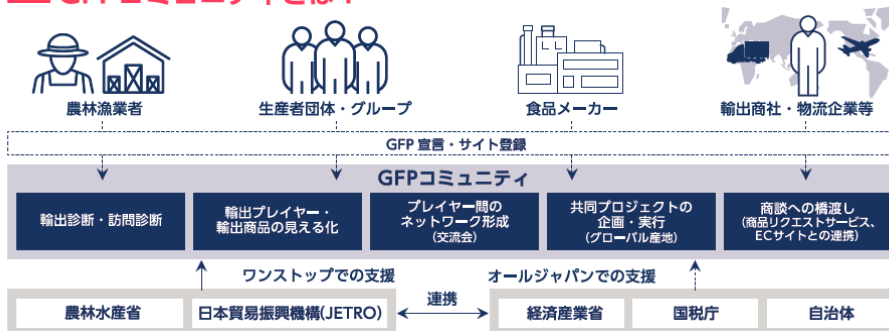 GFPコミュニティとは？
農林漁業者
生産者団体・グループ
食品メーカー
輸出商社・物流企業等
GFP 宣言・サイト登録
GFPコミュニティ
輸出診断・訪問診断
輸出プレイヤー・
輸出商品の見える化
プレイヤー間の
ネットワーク形成
(交流会)
共同プロジェクトの
企画・実行
(グローバル産地)
商談への橋渡し
(商品リクエストサービス、
ECサイトとの連携)
ワンストップでの支援
オールジャパンでの支援
農林水産省
日本貿易振興機構(JETRO)
連携
経済産業省
国税庁
自治体